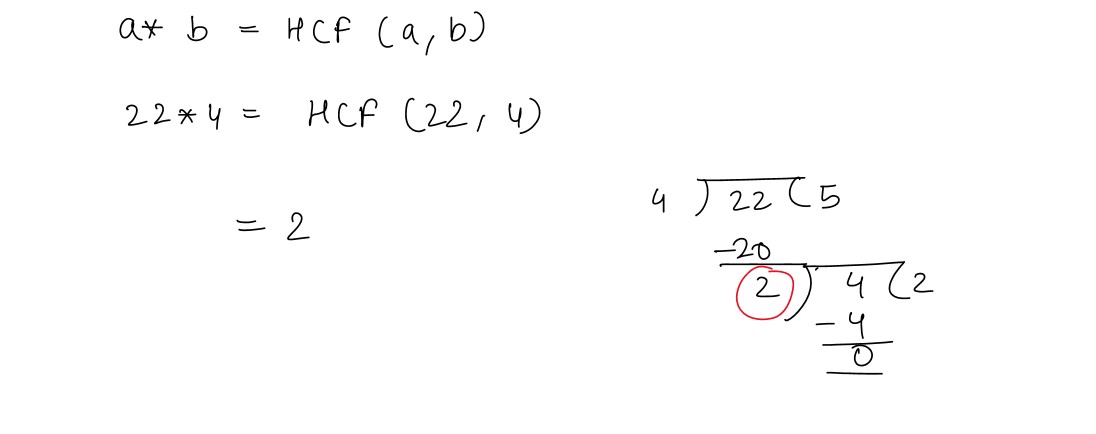 a* b = HCF (a, b)
22*4 = HCF (22, 4)
= 2
4 ) 22 ( 5
-20
2 ) 4 ( 2
- 4
0